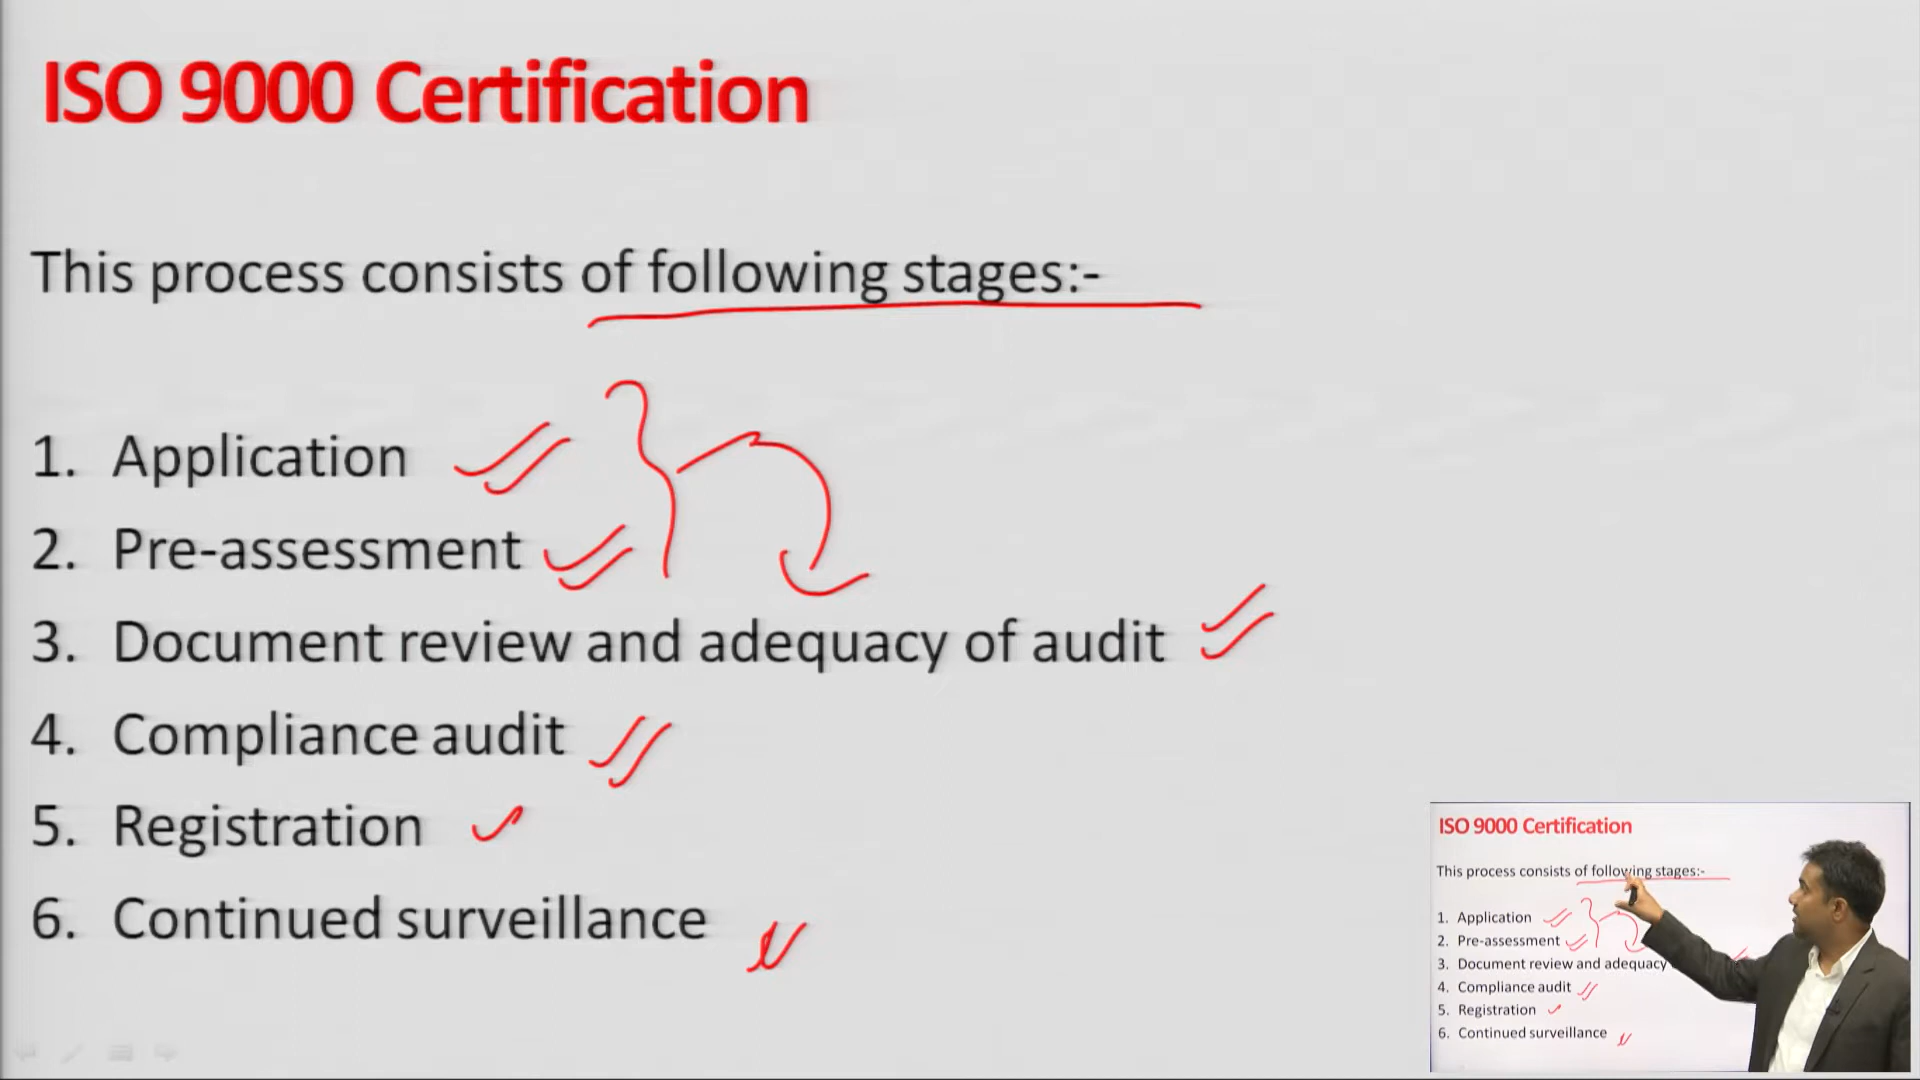 ISO 9000 Certification
This process consists of following stages:-
1. Application
2. Pre-assessment
3. Document review and adequacy of audit
4. Compliance audit
5. Registration
6. Continued surveillance
ISO 9000 Certification
This process consists of following stages:-
1. Application
2. Pre-assessment
3. Document review and adequacy
4. Compliance audit
5. Registration
6. Continued surveillance